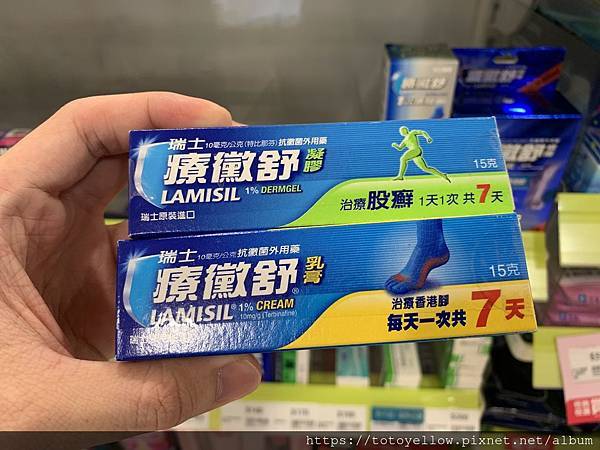 瑞士 10毫克/公克 (特比那芬) 抗黴菌外用藥
療黴舒 凝膠
LAMISIL 1% DERMGEL
瑞士原裝進口
15克
治療 股癬 1天1次 共7天
瑞士 10毫克/公克 抗黴菌外用藥
療黴舒® 乳膏
LAMISIL® 1% CREAM
10mg/g (Terbinafine)
15克
治療香港腳
每天一次共7天
https://totoyellow.pixnet.net/album